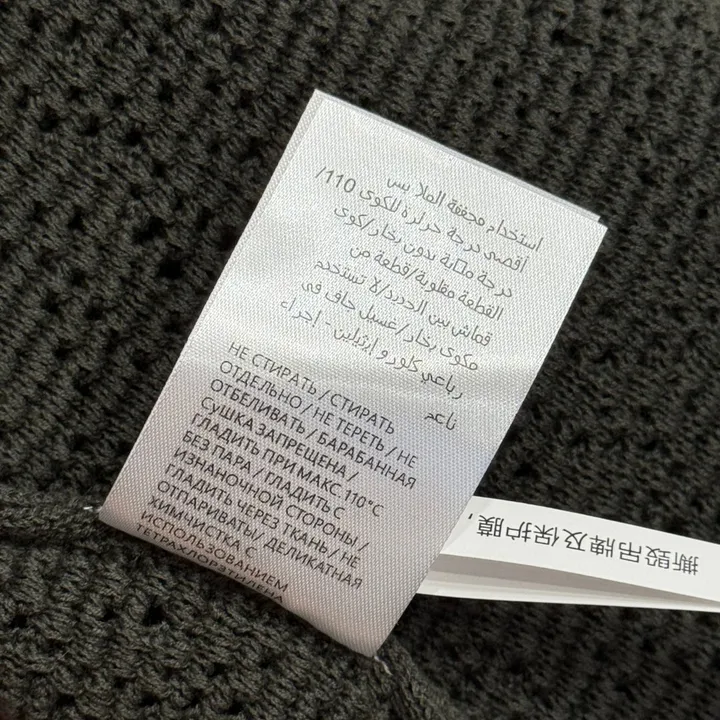 استخدام مجففة الملابس
أقصى درجة حرارة للكوى 110/
درجة م▯ية بدون بخار/كوى
القطعة مقلوبة/قطعة من
قماش بين الحديد/لا تستخدم
مكوى بخار/غسيل جاف في
رباعي كلورو إيثيلين - إجراء
ناعم
НЕ СТИРАТЬ / СТИРАТЬ
ОТДЕЛЬНО / НЕ ТЕРЕТЬ / НЕ
ОТБЕЛИВАТЬ / БАРАБАННАЯ
СУШКА ЗАПРЕЩЕНА /
ГЛАДИТЬ ПРИ МАКС. 110°C
БЕЗ ПАРА / ГЛАДИТЬ С
ИЗНАНОЧНОЙ СТОРОНЫ /
ГЛАДИТЬ ЧЕРЕЗ ТКАНЬ / НЕ
ОТПАРИВАТЬ/ ДЕЛИКАТНАЯ
ХИМЧИСТКА С
ИСПОЛЬЗОВАНИЕМ
ТЕТРАХЛОРЭТИЛЕНА
撕毁吊牌及保护膜